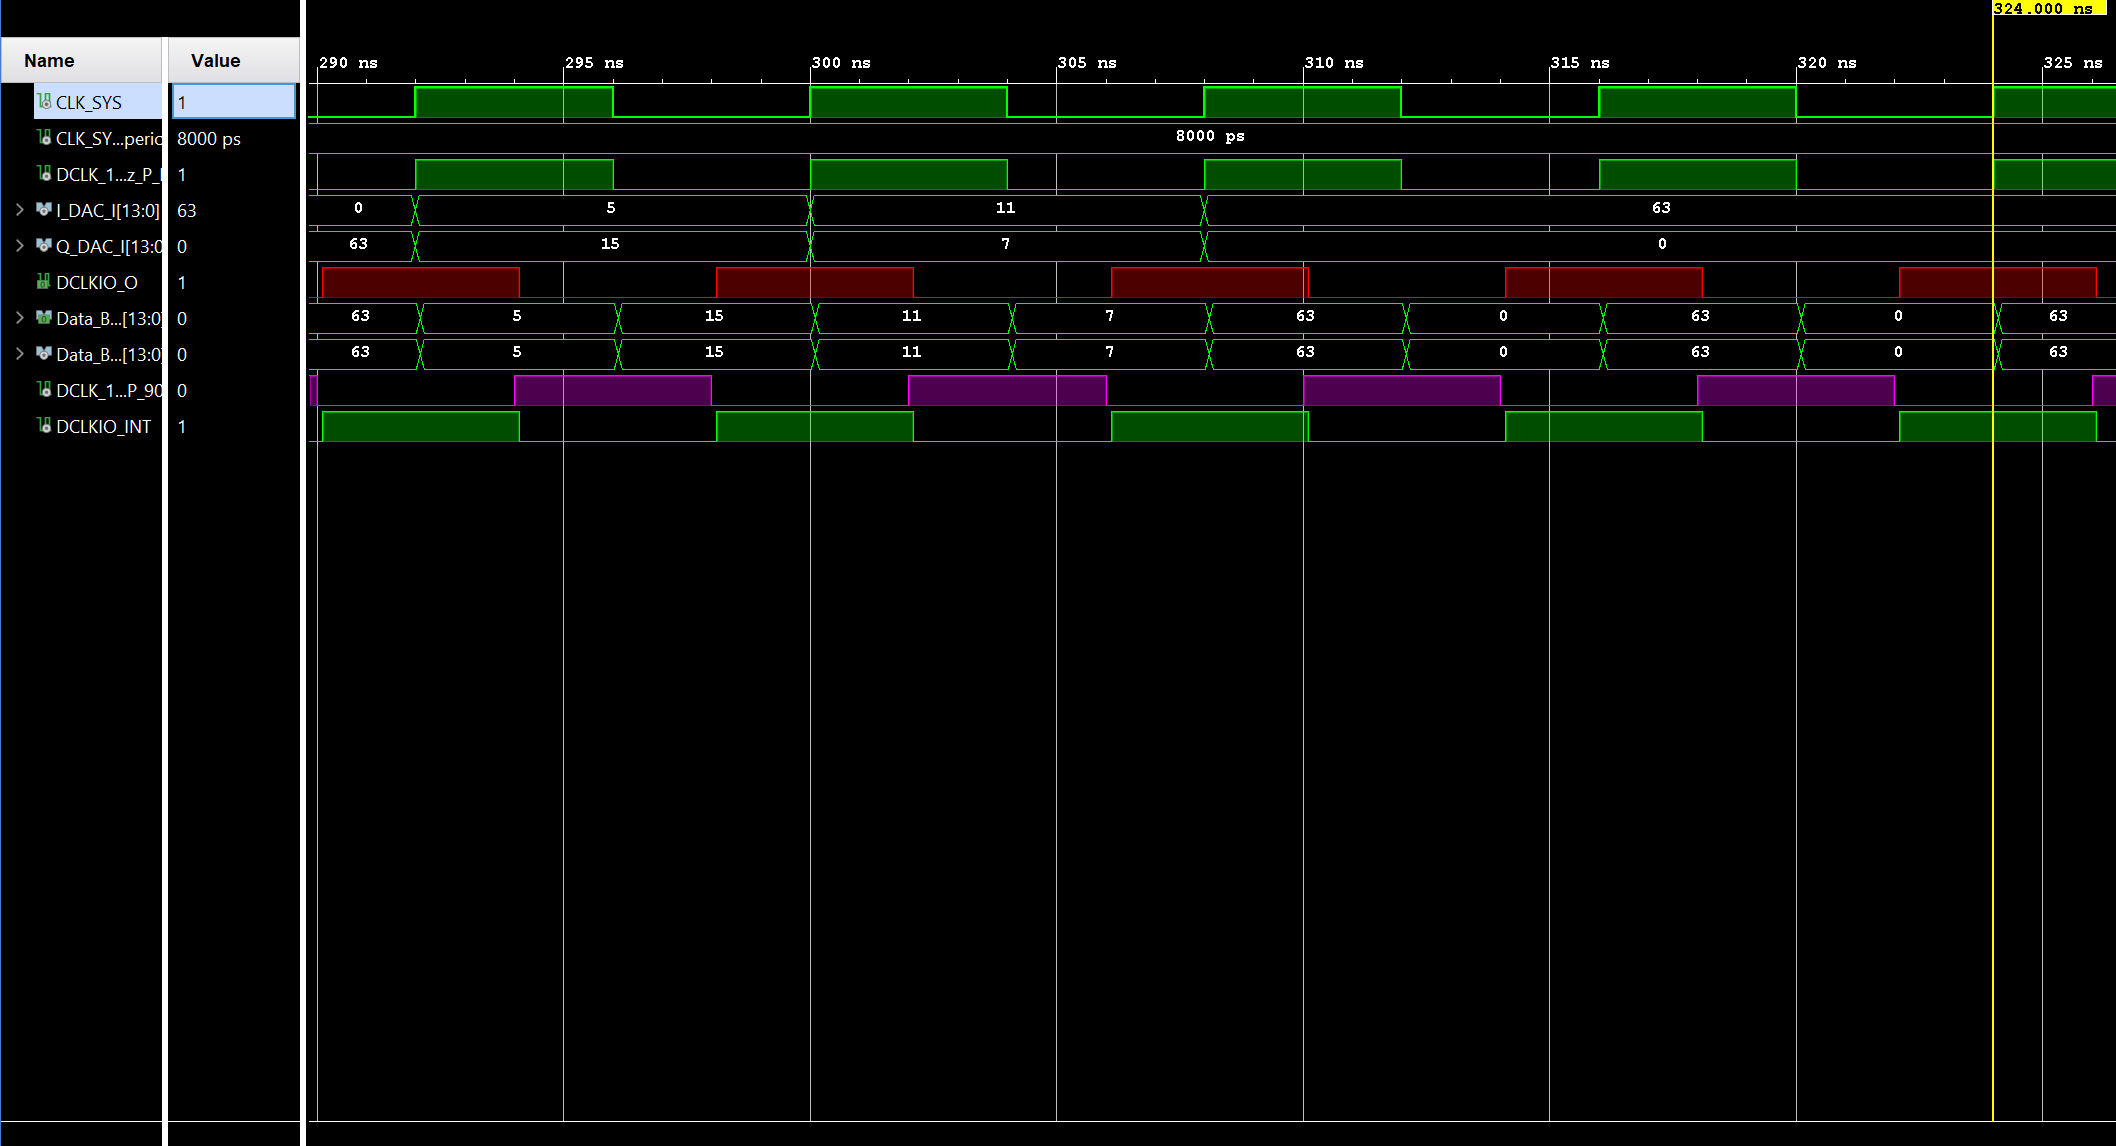 324.000 ns
Name Value 290 ns 295 ns 300 ns 305 ns 310 ns 315 ns 320 ns 325 ns
CLK_SYS 1
CLK_SY...peric 8000 ps 8000 ps
DCLK_1...z_P_I 1
I_DAC_I[13:0] 63 0 5 11 63
Q_DAC_I[13:0 0 63 15 7 0
DCLKIO_O 1
Data_B...[13:0] 0 63 5 15 11 7 63 0 63 0 63
Data_B...[13:0] 0 63 5 15 11 7 63 0 63 0 63
DCLK_1...P_90 0
DCLKIO_INT 1